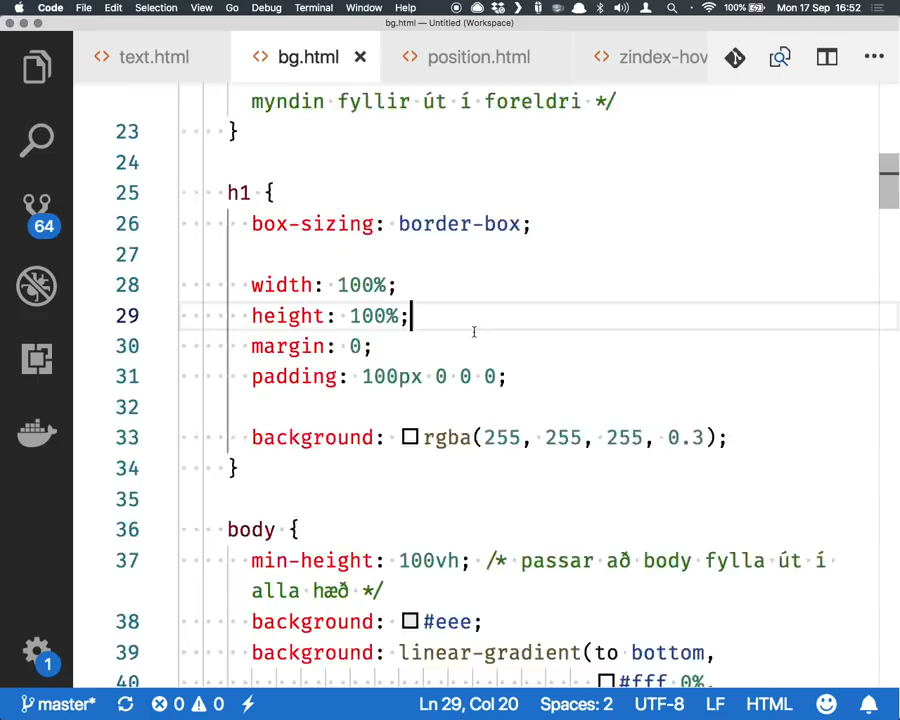 Code File Edit Selection View Go Debug Terminal Window Help 100% Mon 17 Sep 16:52
bg.html — Untitled (Workspace)
text.html bg.html position.html zindex-hov
myndin fyllir út í foreldri */
23 }
24
25 h1 {
26 box-sizing: border-box;
27
28 width: 100%;
29 height: 100%;
30 margin: 0;
31 padding: 100px 0 0 0;
32
33 background: rgba(255, 255, 255, 0.3);
34 }
35
36 body {
37 min-height: 100vh; /* passar að body fylla út í
alla hæð */
38 background: #eee;
39 background: linear-gradient(to bottom,
40 #fff 0%,
64
1
master* 0 0 Ln 29, Col 20 Spaces: 2 UTF-8 LF HTML